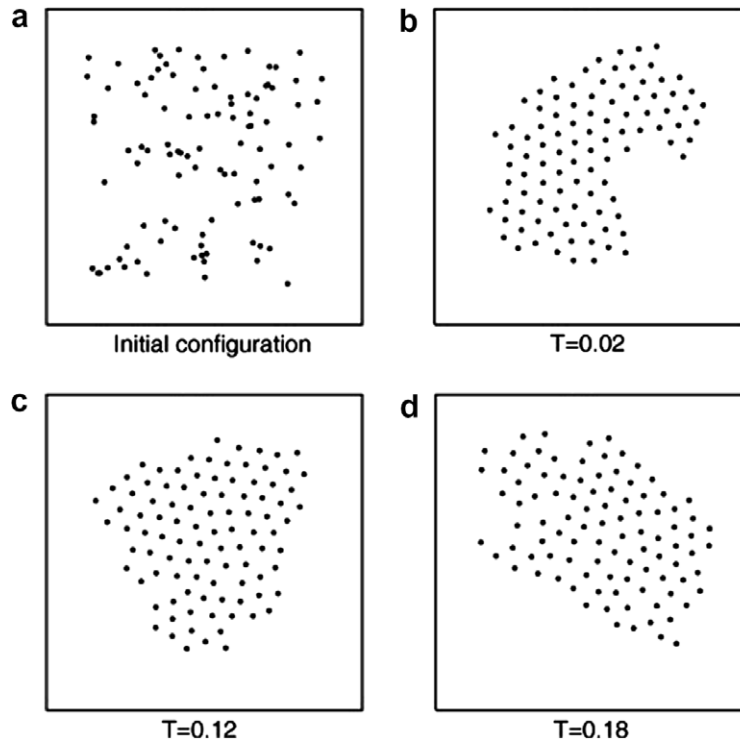 a
b
Initial configuration
T=0.02
c
d
T=0.12
T=0.18